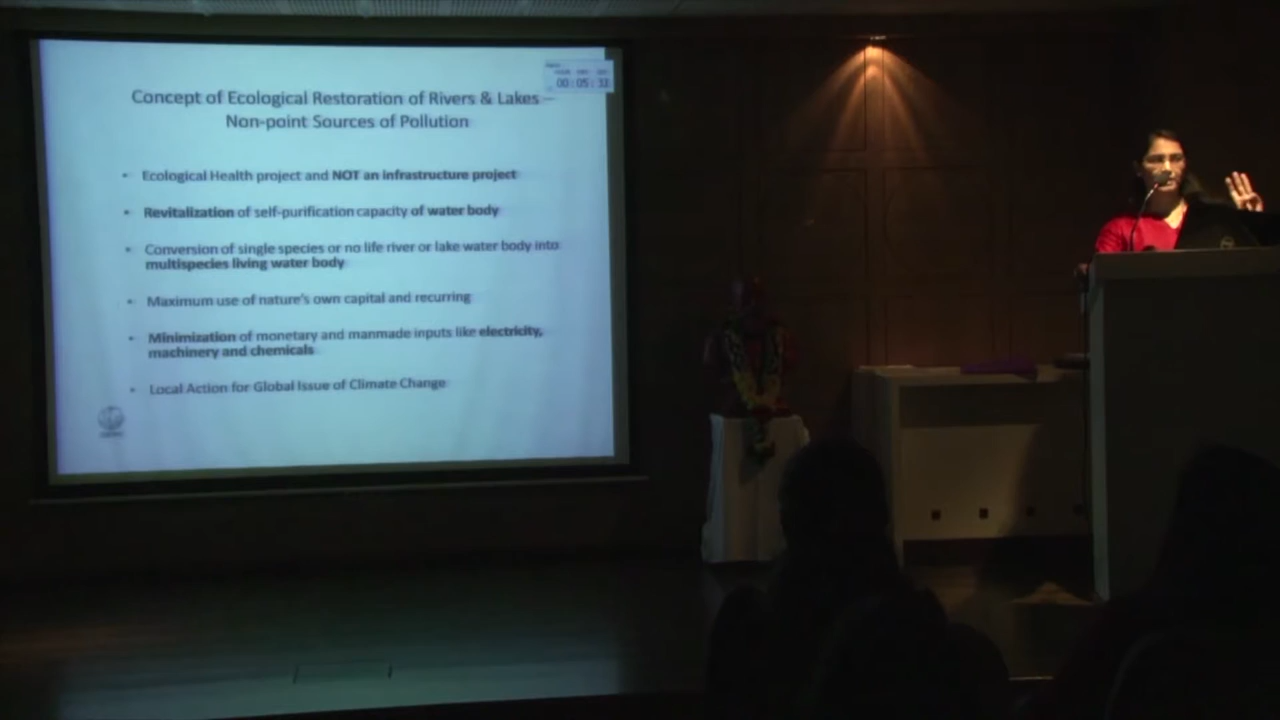 00:05:33
Concept of Ecological Restoration of Rivers & Lakes –
Non-point Sources of Pollution
• Ecological Health project and NOT an infrastructure project
• Revitalization of self-purification capacity of water body
• Conversion of single species or no life river or lake water body into
multispecies living water body
• Maximum use of nature's own capital and recurring
• Minimization of monetary and manmade inputs like electricity,
machinery and chemicals
• Local Action for Global Issue of Climate Change